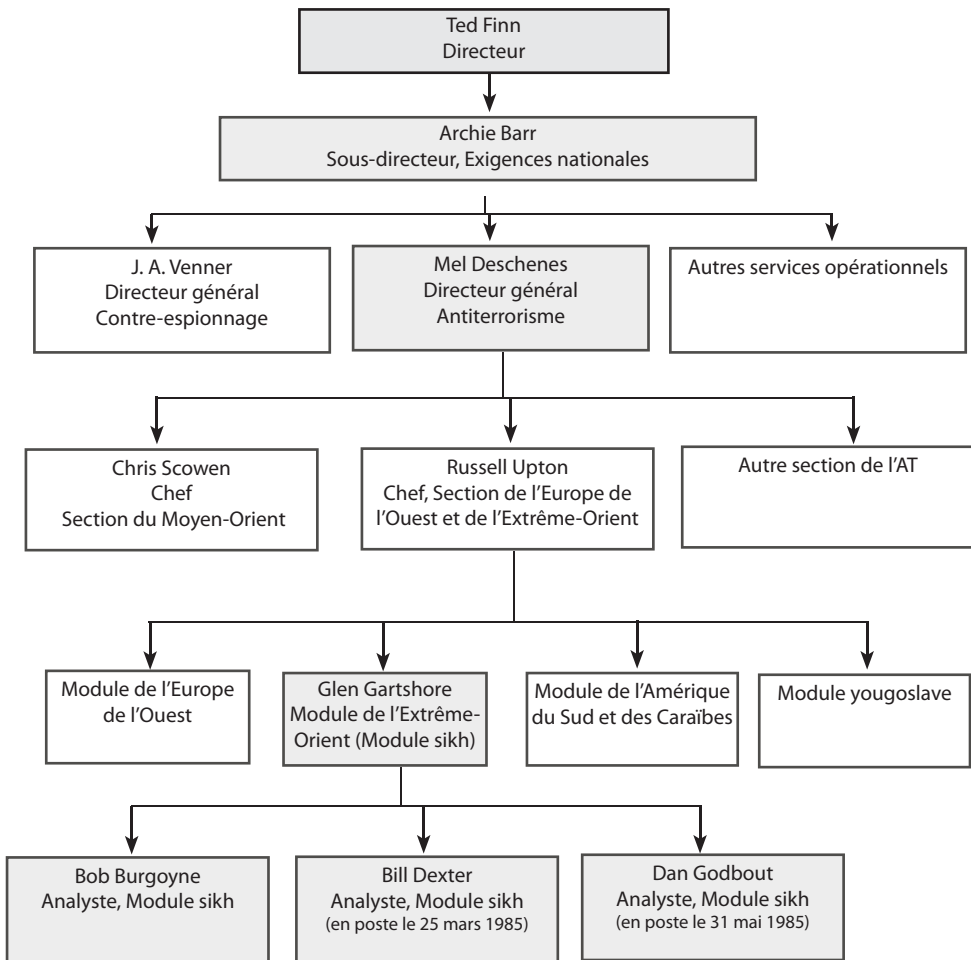 Ted Finn
Directeur
Archie Barr
Sous-directeur, Exigences nationales
J. A. Venner
Directeur général
Contre-espionnage
Mel Deschenes
Directeur général
Antiterrorisme
Autres services opérationnels
Chris Scowen
Chef
Section du Moyen-Orient
Russell Upton
Chef, Section de l’Europe de
l’Ouest et de l’Extrême-Orient
Autre section de l’AT
Module de l’Europe
de l’Ouest
Glen Gartshore
Module de l’Extrême-
Orient (Module sikh)
Module de l’Amérique
du Sud et des Caraïbes
Module yougoslave
Bob Burgoyne
Analyste, Module sikh
Bill Dexter
Analyste, Module sikh
(en poste le 25 mars 1985)
Dan Godbout
Analyste, Module sikh
(en poste le 31 mai 1985)